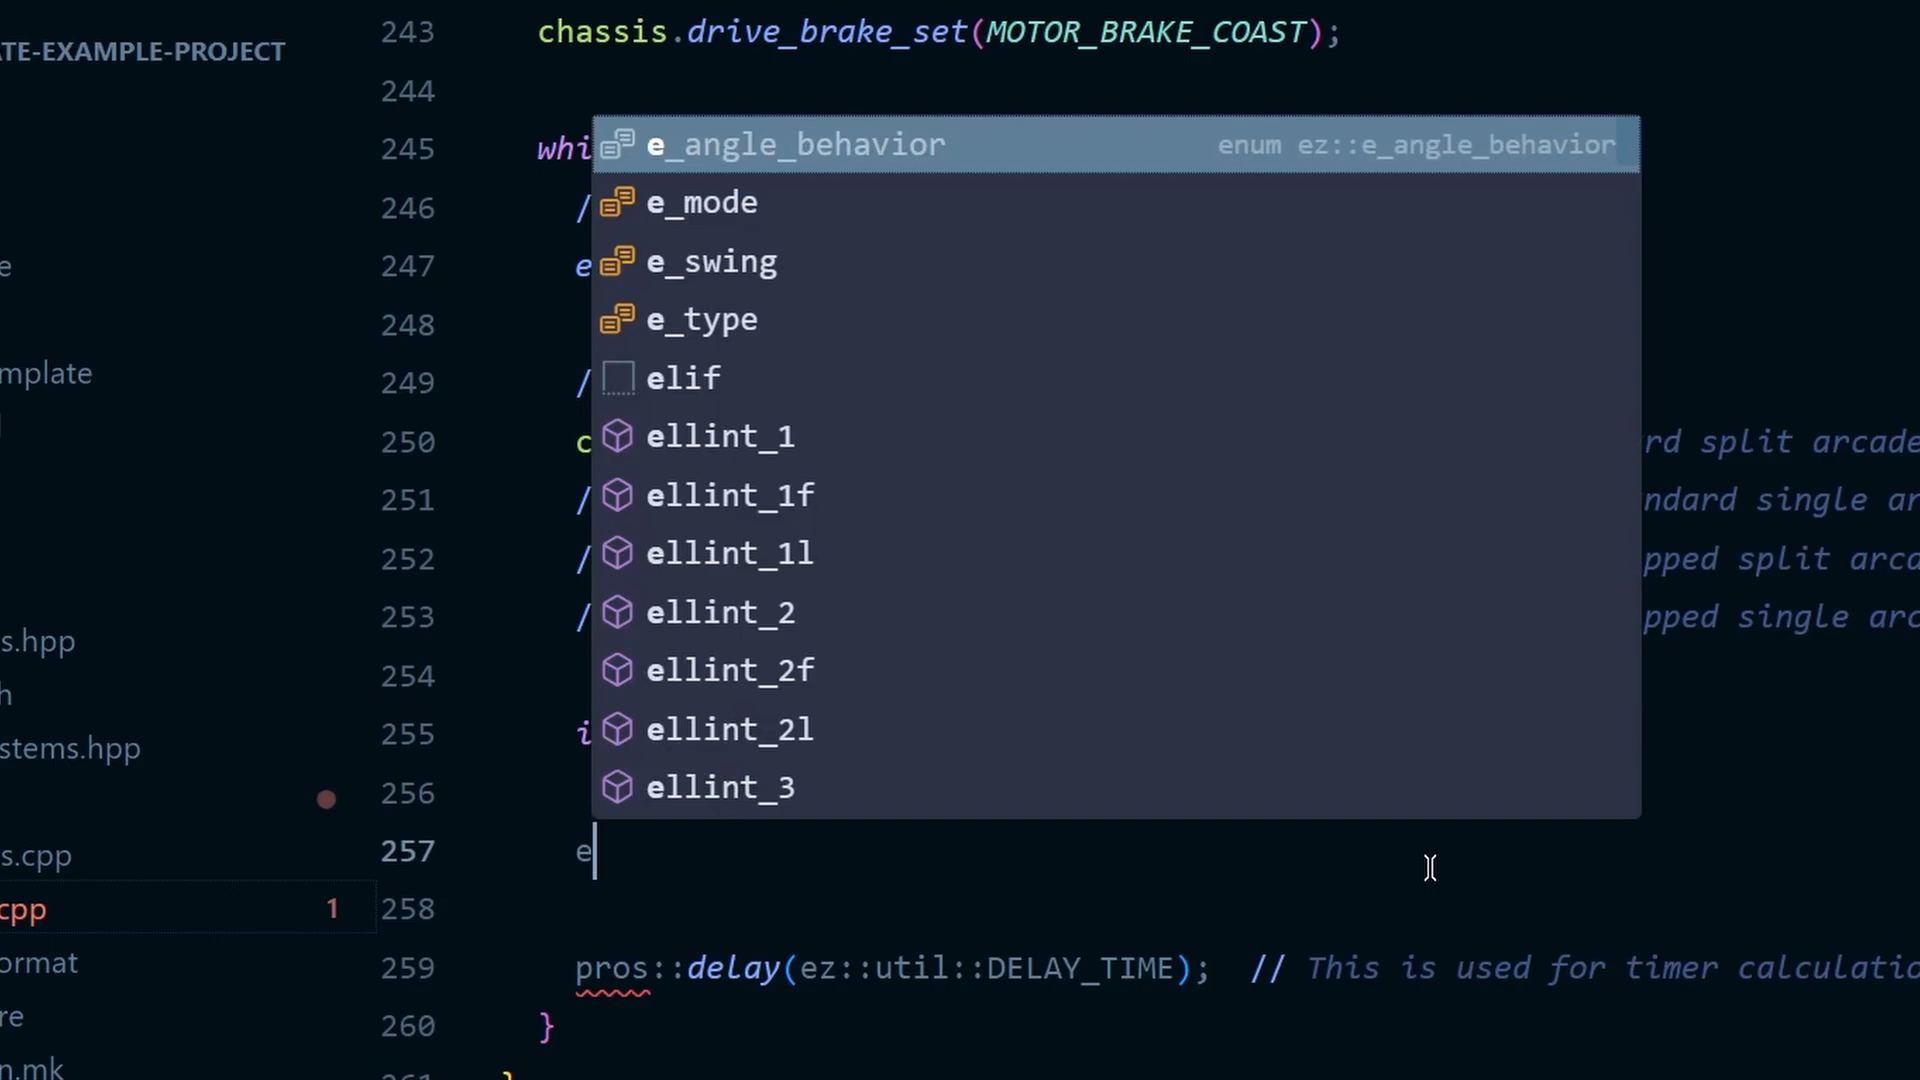 TE-EXAMPLE-PROJECT
e
mplate
s.hpp
h
stems.hpp
s.cpp
cpp 1
ormat
re
n.mk
243 chassis.drive_brake_set(MOTOR_BRAKE_COAST);
244
245 whi
246 /
247 e
248
249 /
250 c rd split arcade
251 / ndard single ar
252 / pped split arca
253 / pped single arc
254
255 i
256
257 e
258
259 pros::delay(ez::util::DELAY_TIME); // This is used for timer calculatio
260 }
261 }
e_angle_behavior enum ez::e_angle_behavior
e_mode
e_swing
e_type
elif
ellint_1
ellint_1f
ellint_1l
ellint_2
ellint_2f
ellint_2l
ellint_3